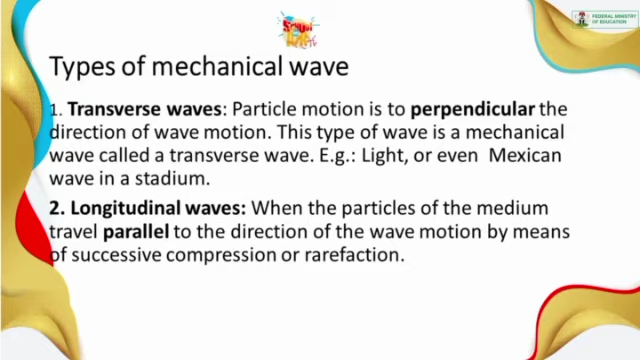 FEDERAL MINISTRY
OF EDUCATION
Types of mechanical wave
1. Transverse waves: Particle motion is to perpendicular the
direction of wave motion. This type of wave is a mechanical
wave called a transverse wave. E.g.: Light, or even Mexican
wave in a stadium.
2. Longitudinal waves: When the particles of the medium
travel parallel to the direction of the wave motion by means
of successive compression or rarefaction.